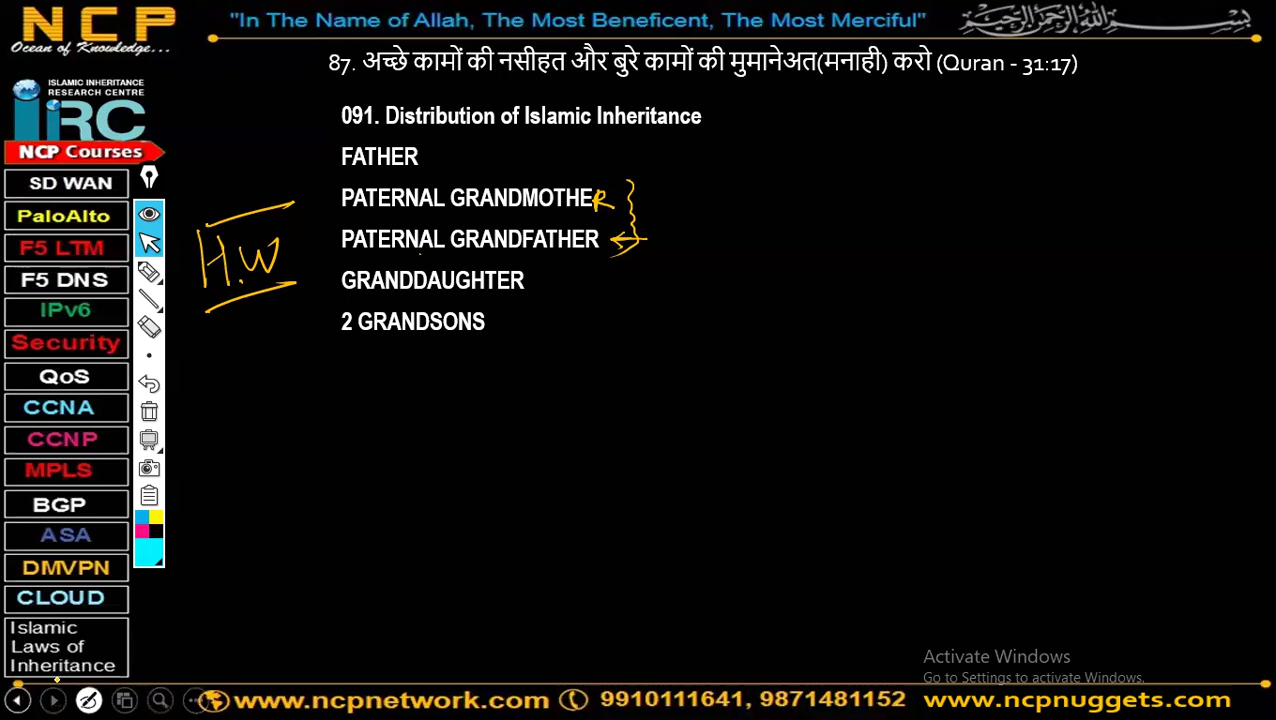 NCP
Ocean of Knowledge...
"In The Name of Allah, The Most Beneficent, The Most Merciful"
بِسْمِ اللهِ الرَّحْمٰنِ الرَّحِيْمِ
87. अच्छे कामों की नसीहत और बुरे कामों की मुमानेअत(मनाही) करो (Quran - 31:17)
ISLAMIC INHERITANCE
RESEARCH CENTRE
IRC
NCP Courses
SD WAN
PaloAlto
F5 LTM
F5 DNS
IPv6
Security
QoS
CCNA
CCNP
MPLS
BGP
ASA
DMVPN
CLOUD
Islamic
Laws of
Inheritance
091. Distribution of Islamic Inheritance
FATHER
PATERNAL GRANDMOTHER
PATERNAL GRANDFATHER
GRANDDAUGHTER
2 GRANDSONS
H.W
Activate Windows
Go to Settings to activate Windows.
www.ncpnetwork.com 9910111641, 9871481152 www.ncpnuggets.com